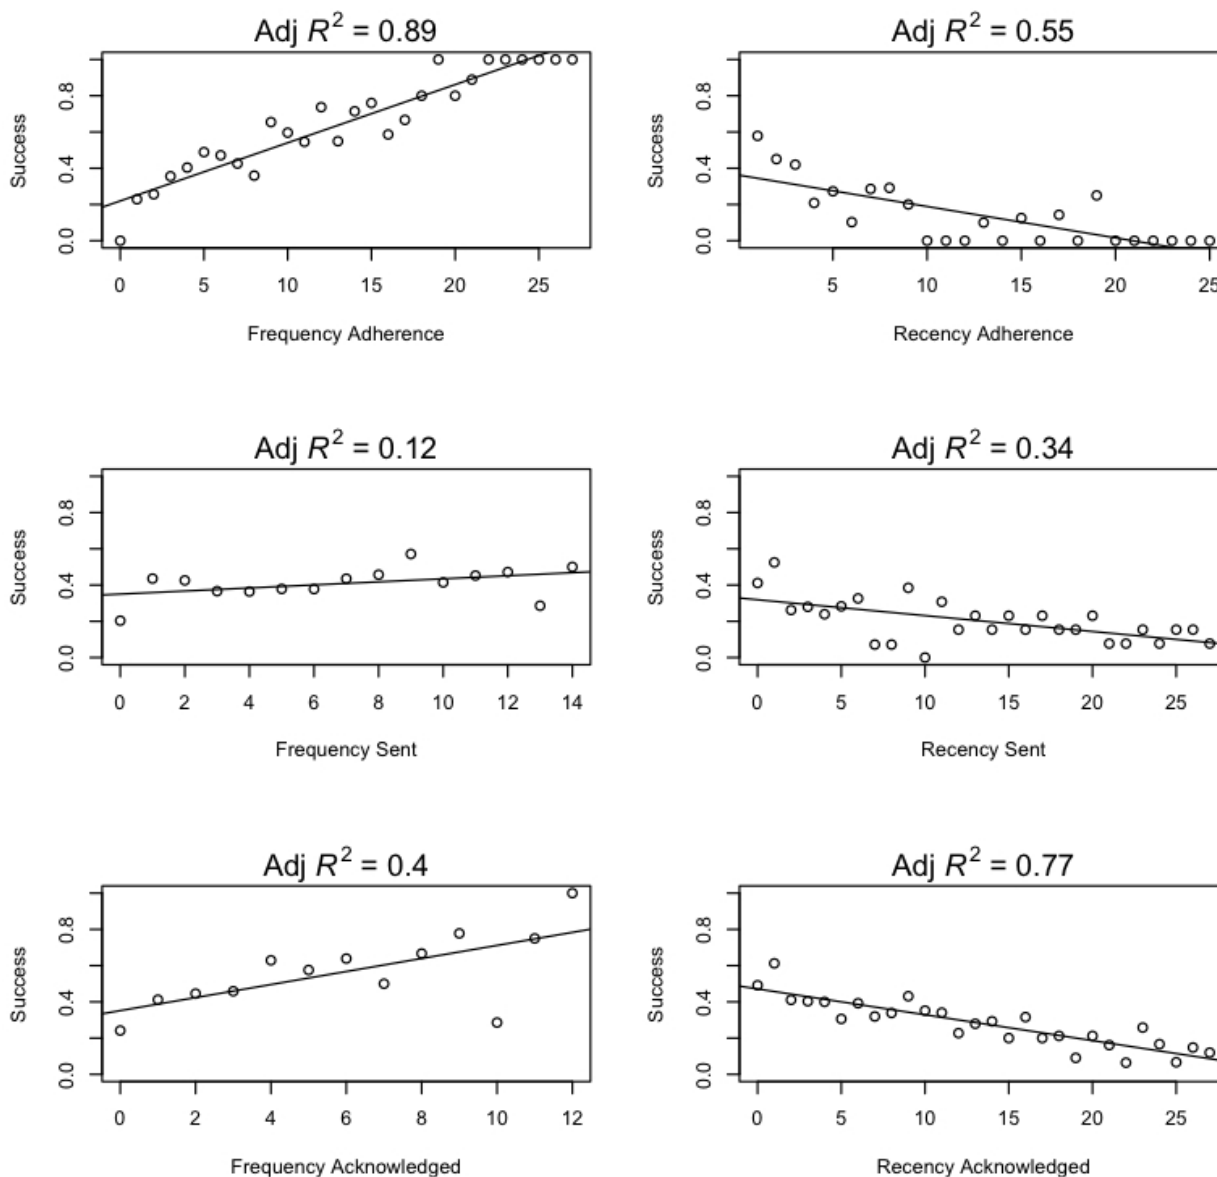 Adj R² = 0.89
Success
0.0 0.4 0.8
0 5 10 15 20 25
Frequency Adherence
Adj R² = 0.55
Success
0.0 0.4 0.8
5 10 15 20 25
Recency Adherence
Adj R² = 0.12
Success
0.0 0.4 0.8
0 2 4 6 8 10 12 14
Frequency Sent
Adj R² = 0.34
Success
0.0 0.4 0.8
0 5 10 15 20 25
Recency Sent
Adj R² = 0.4
Success
0.0 0.4 0.8
0 2 4 6 8 10 12
Frequency Acknowledged
Adj R² = 0.77
Success
0.0 0.4 0.8
0 5 10 15 20 25
Recency Acknowledged